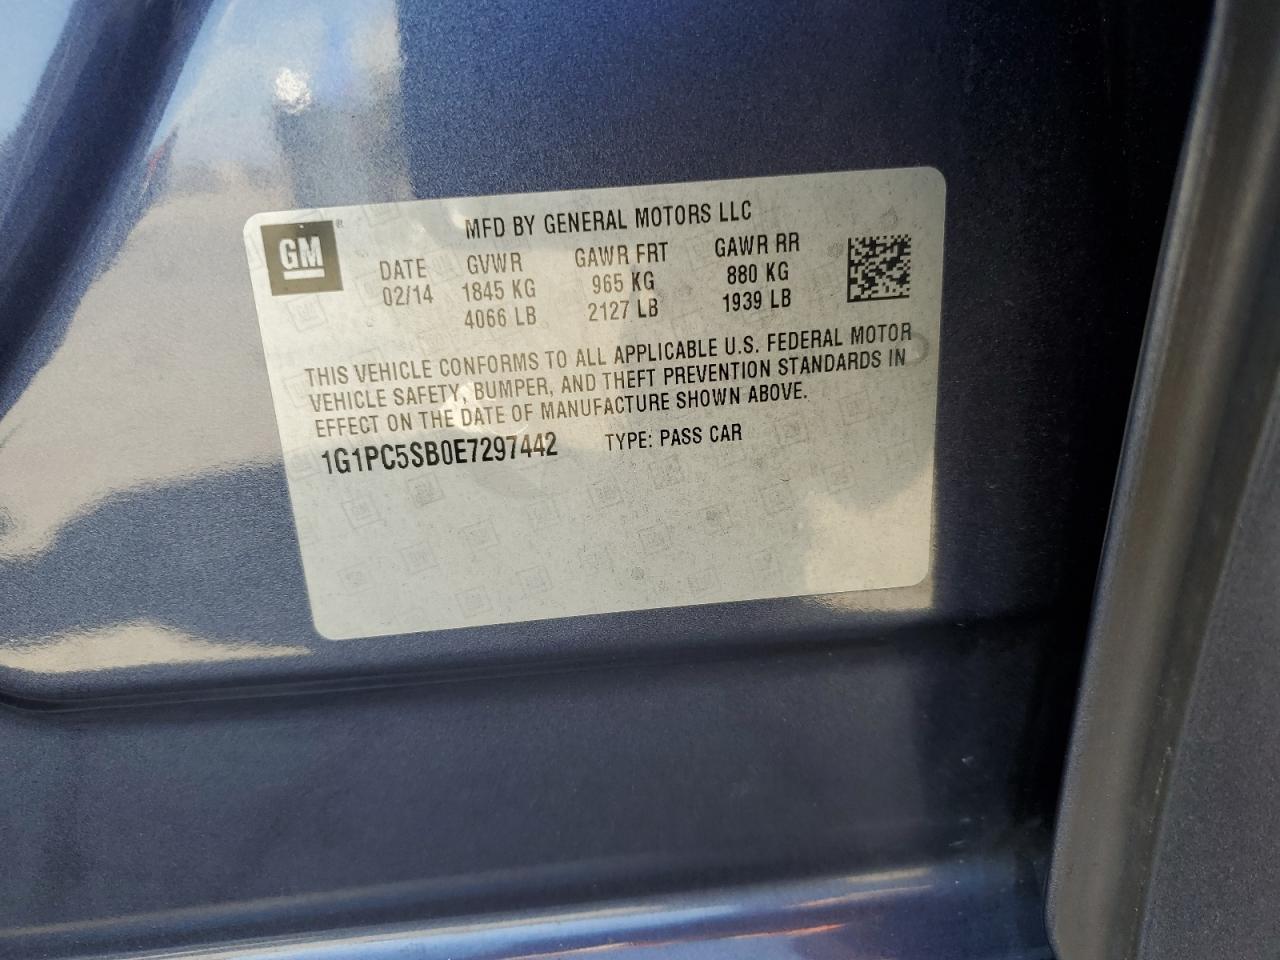 GM
MFD BY GENERAL MOTORS LLC
DATE GVWR GAWR FRT GAWR RR
02/14 1845 KG 965 KG 880 KG
4066 LB 2127 LB 1939 LB
THIS VEHICLE CONFORMS TO ALL APPLICABLE U.S. FEDERAL MOTOR
VEHICLE SAFETY, BUMPER, AND THEFT PREVENTION STANDARDS IN
EFFECT ON THE DATE OF MANUFACTURE SHOWN ABOVE.
1G1PC5SB0E7297442 TYPE: PASS CAR